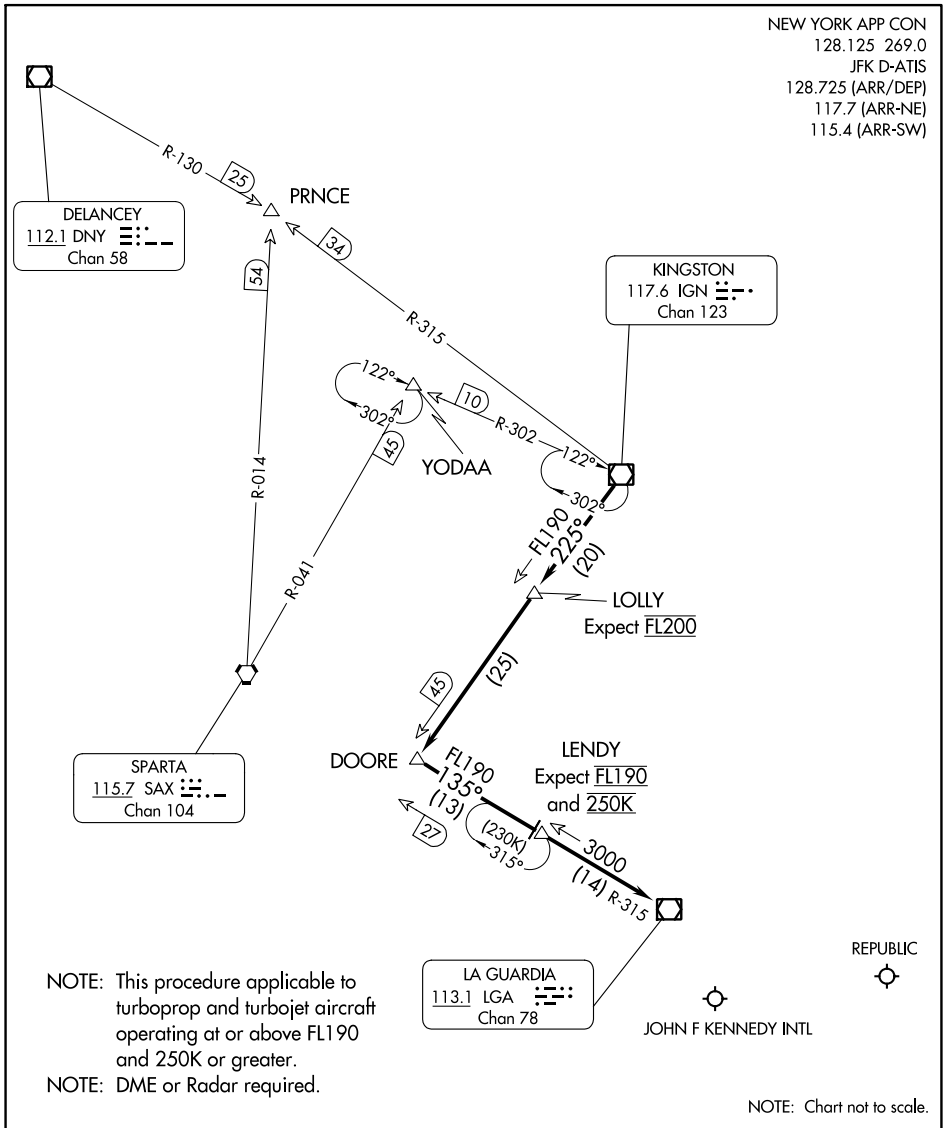 NEW YORK APP CON
128.125 269.0
JFK D-ATIS
128.725 (ARR/DEP)
117.7 (ARR-NE)
115.4 (ARR-SW)
R-130
25
PRNCE
DELANCEY
112.1 DNY
Chan 58
34
54
KINGSTON
117.6 IGN
Chan 123
R-315
122°
302°
10
R-302
45
YODAA
122°
302°
R-014
R-041
FL190
225°
(20)
LOLLY
Expect FL200
(25)
45
SPARTA
115.7 SAX
Chan 104
DOORE
FL190
135°
(13)
27
LENDY
Expect FL190
and 250K
(230K)
315°
3000
(14) R-315
LA GUARDIA
113.1 LGA
Chan 78
REPUBLIC
JOHN F KENNEDY INTL
NOTE: This procedure applicable to
turboprop and turbojet aircraft
operating at or above FL190
and 250K or greater.
NOTE: DME or Radar required.
NOTE: Chart not to scale.